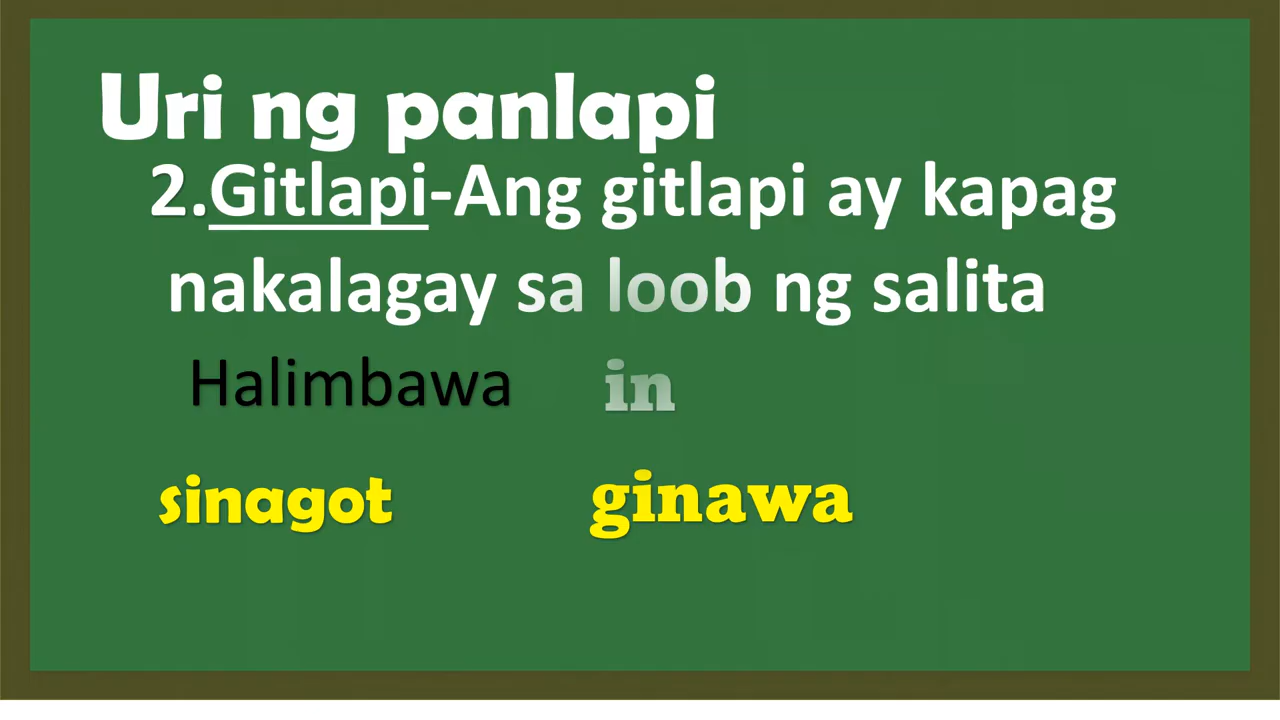 Uri ng panlapi
2.Gitlapi-Ang gitlapi ay kapag
nakalagay sa loob ng salita
Halimbawa in
sinagot ginawa